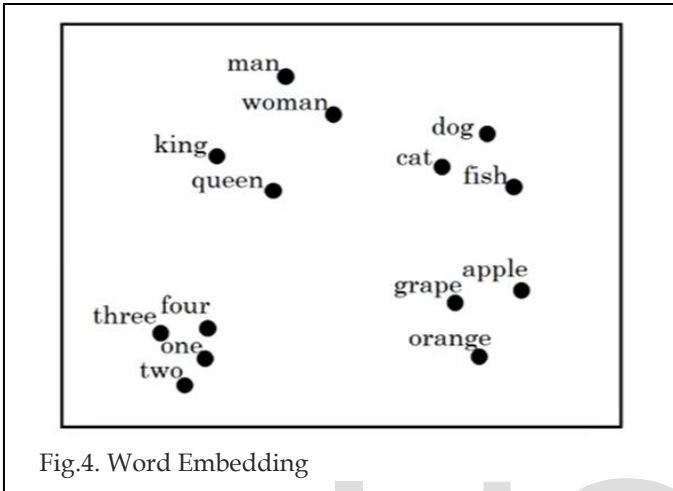 man
woman
dog
king
cat
fish
queen
apple
grape
four
three
orange
one
two
Fig.4. Word Embedding